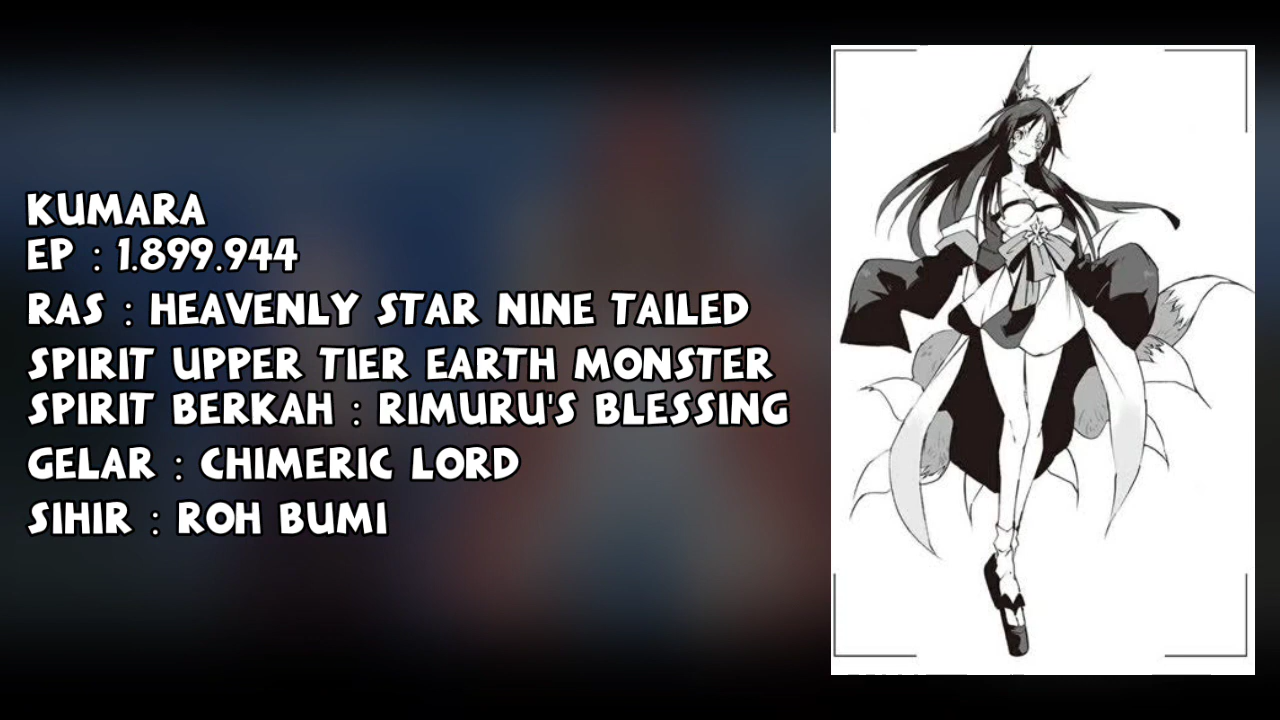 KUMARA
EP : 1.899.944
RAS : HEAVENLY STAR NINE TAILED
SPIRIT UPPER TIER EARTH MONSTER
SPIRIT BERKAH : RIMURU'S BLESSING
GELAR : CHIMERIC LORD
SIHIR : ROH BUMI